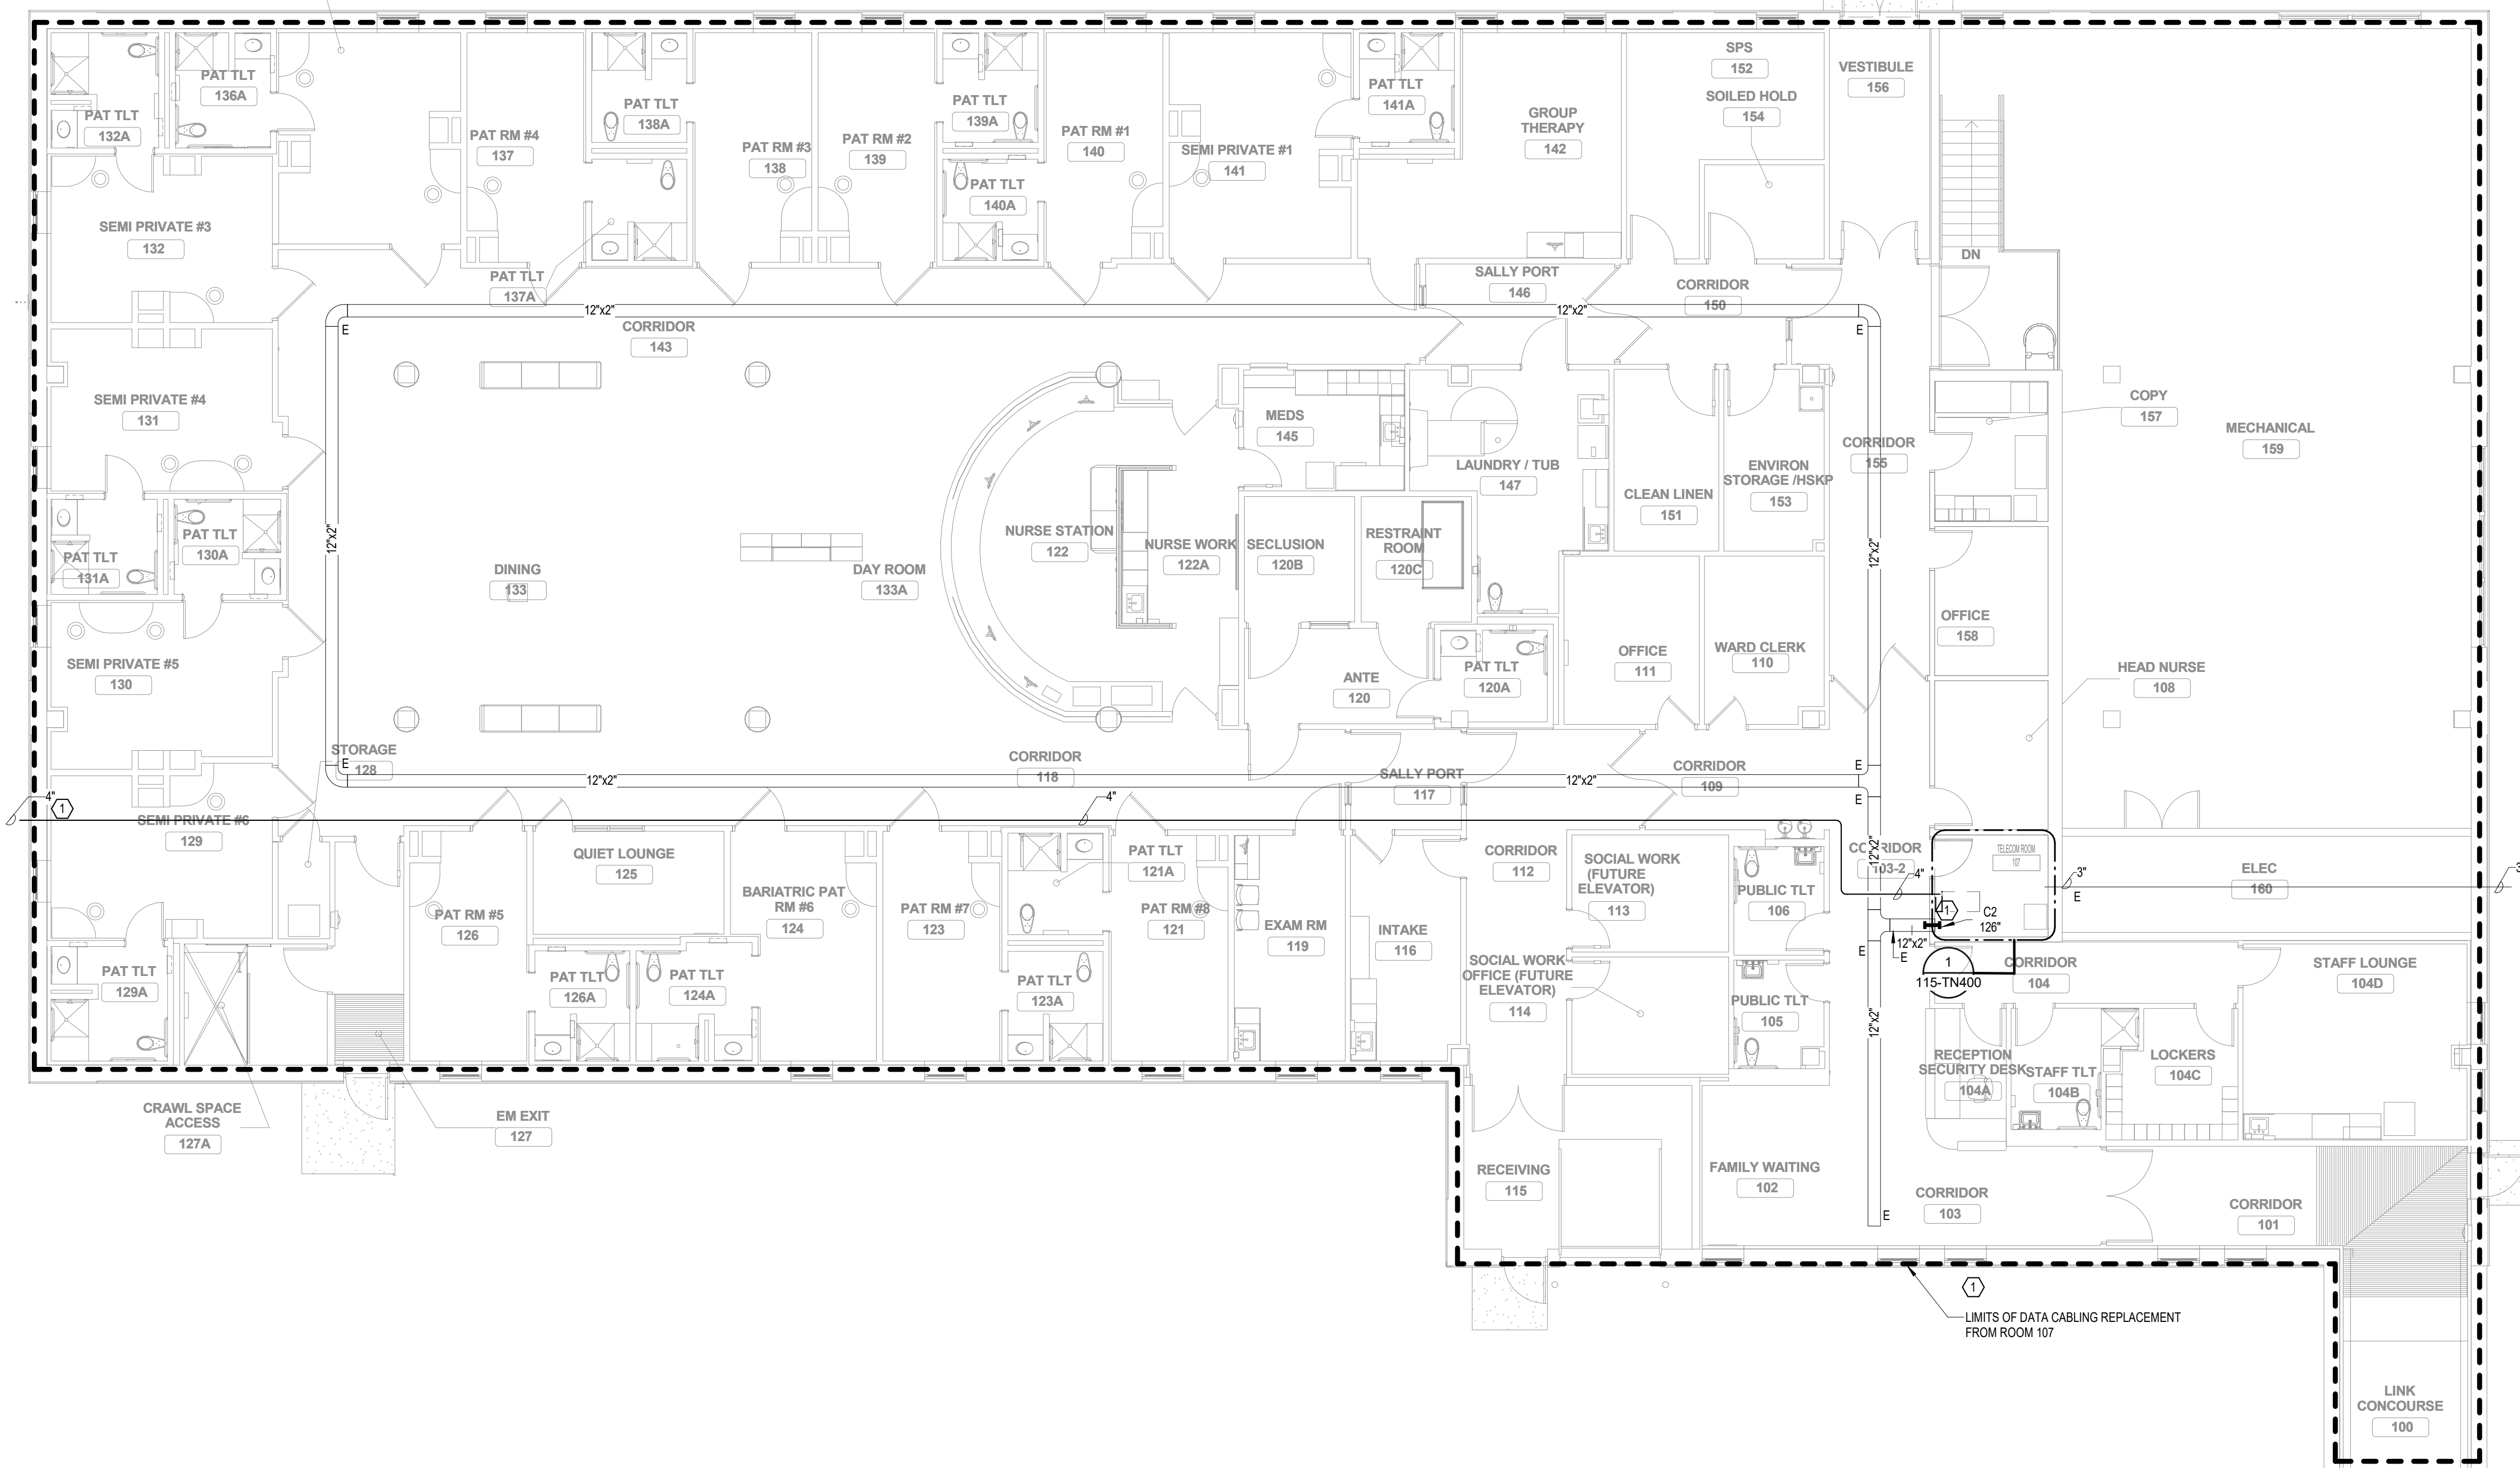 SPS
152
SOILED HOLD
154
VESTIBULE
156
PAT TLT
136A
PAT TLT
132A
PAT RM #4
137
PAT TLT
138A
PAT RM #3
138
PAT RM #2
139
PAT TLT
139A
PAT RM #1
140
PAT TLT
140A
SEMI PRIVATE #1
141
PAT TLT
141A
GROUP
THERAPY
142
SEMI PRIVATE #3
132
PAT TLT
137A
SALLY PORT
146
CORRIDOR
150
DN
12"x2"
12"x2"
E
E
CORRIDOR
143
SEMI PRIVATE #4
131
MEDS
145
COPY
157
MECHANICAL
159
CORRIDOR
155
LAUNDRY / TUB
147
CLEAN LINEN
151
ENVIRON
STORAGE /HSKP
153
PAT TLT
131A
PAT TLT
130A
12"x2"
DINING
133
DAY ROOM
133A
NURSE STATION
122
NURSE WORK
122A
SECLUSION
120B
RESTRAINT
ROOM
120C
12"x2"
OFFICE
158
SEMI PRIVATE #5
130
ANTE
120
PAT TLT
120A
OFFICE
111
WARD CLERK
110
HEAD NURSE
108
STORAGE
128
E
CORRIDOR
118
12"x2"
SALLY PORT
117
12"x2"
CORRIDOR
109
E
E
4"
1
4"
SEMI PRIVATE #6
129
QUIET LOUNGE
125
PAT TLT
121A
CORRIDOR
112
SOCIAL WORK
(FUTURE
ELEVATOR)
113
PUBLIC TLT
106
CORRIDOR
103-2
12"x2"
4"
TELECOM ROOM
107
3"
E
ELEC
160
3
PAT RM #5
126
BARIATRIC PAT
RM #6
124
PAT RM #7
123
PAT RM #8
121
EXAM RM
119
INTAKE
116
1
C2
126"
12"x2"
E
E
PAT TLT
129A
PAT TLT
126A
PAT TLT
124A
PAT TLT
123A
SOCIAL WORK
OFFICE (FUTURE
ELEVATOR)
114
PUBLIC TLT
105
12"x2"
1
115-TN400
CORRIDOR
104
STAFF LOUNGE
104D
RECEPTION
SECURITY DESK
104A
STAFF TLT
104B
LOCKERS
104C
CRAWL SPACE
ACCESS
127A
EM EXIT
127
RECEIVING
115
FAMILY WAITING
102
E
CORRIDOR
103
CORRIDOR
101
1
LIMITS OF DATA CABLING REPLACEMENT
FROM ROOM 107
LINK
CONCOURSE
100